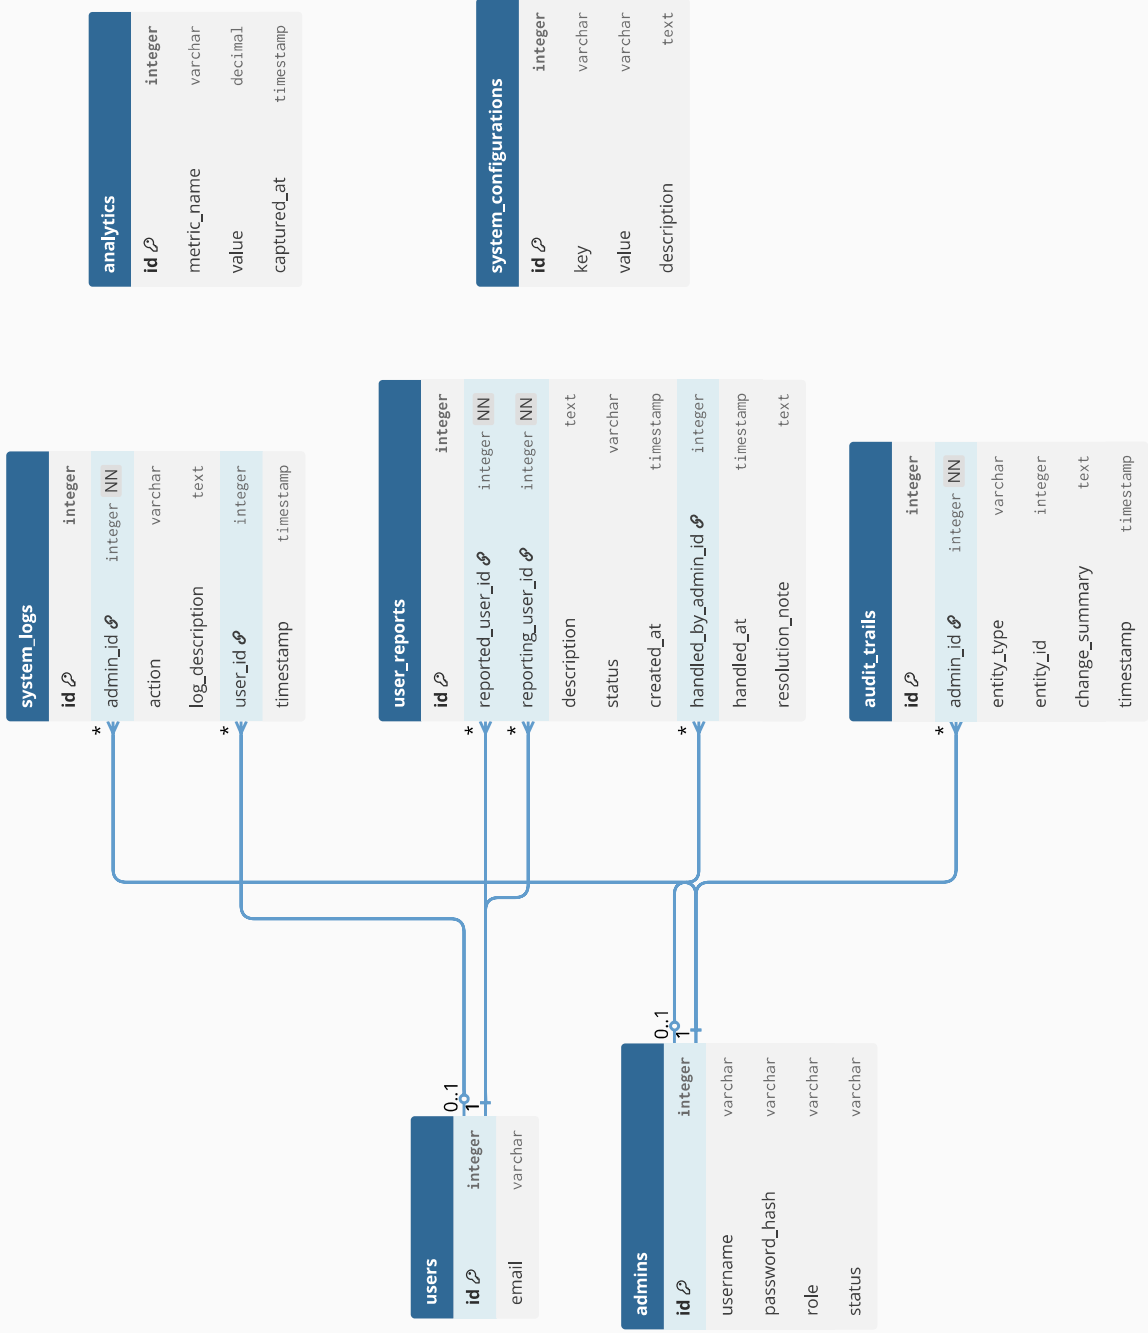 users
id integer
email varchar
0..1
1
admins
id integer
username varchar
password_hash varchar
role varchar
status varchar
0..1
1
system_logs
id integer
* admin_id integer NN
action varchar
log_description text
* user_id integer
timestamp timestamp
user_reports
id integer
* reported_user_id integer NN
* reporting_user_id integer NN
description text
status varchar
created_at timestamp
* handled_by_admin_id integer
handled_at timestamp
resolution_note text
audit_trails
id integer
* admin_id integer NN
entity_type varchar
entity_id integer
change_summary text
timestamp timestamp
analytics
id integer
metric_name varchar
value decimal
captured_at timestamp
system_configurations
id integer
key varchar
value varchar
description text